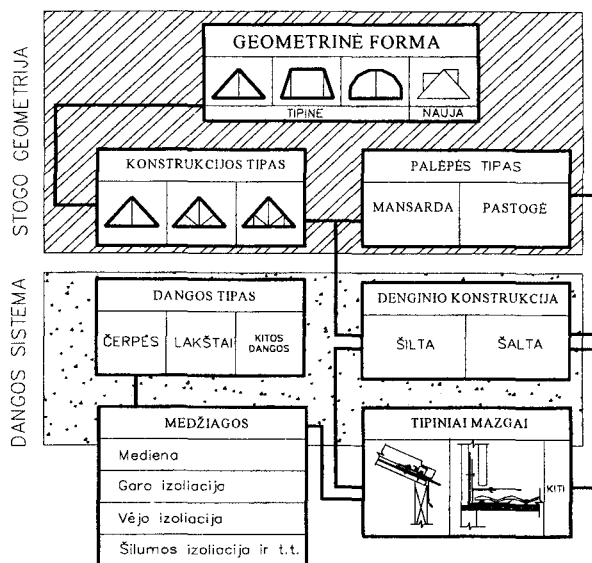 STOGO GEOMETRIJA
GEOMETRINĖ FORMA
TIPINĖ
NAUJA
KONSTRUKCIJOS TIPAS
PALĖPĖS TIPAS
MANSARDA
PASTOGĖ
DANGOS SISTEMA
DANGOS TIPAS
ČERPĖS
LAKŠTAI
KITOS
DANGOS
DENGINIO KONSTRUKCIJA
ŠILTA
ŠALTA
MEDŽIAGOS
Mediena
Garo izoliacija
Vėjo izoliacija
Šilumos izoliacija ir t.t.
TIPINIAI MAZGAI
KITI